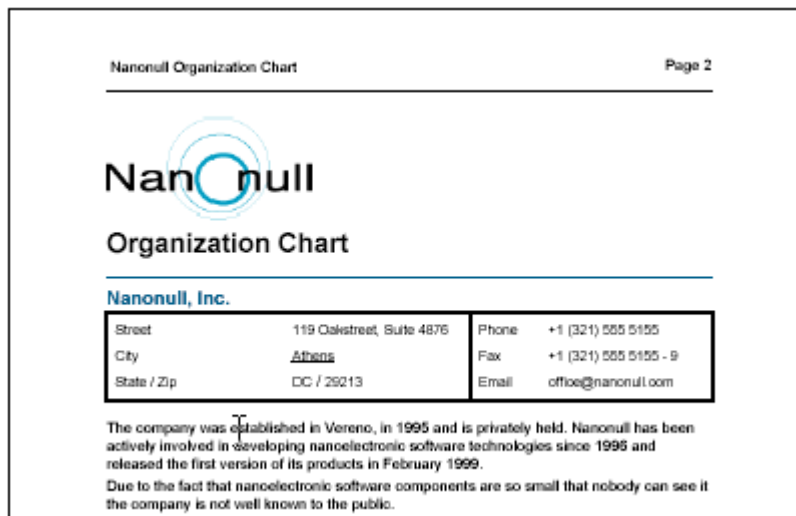 Nanonull Organization Chart Page 2
Nanonull
Organization Chart
Nanonull, Inc.
Street 119 Oakstreet, Suite 4876 Phone +1 (321) 555 5155
City Athens Fax +1 (321) 555 5155 - 9
State / Zip DC / 29213 Email office@nanonull.com
The company was established in Vereno, in 1995 and is privately held. Nanonull has been
actively involved in developing nanoelectronic software technologies since 1996 and
released the first version of its products in February 1999.
Due to the fact that nanoelectronic software components are so small that nobody can see it
the company is not well known to the public.